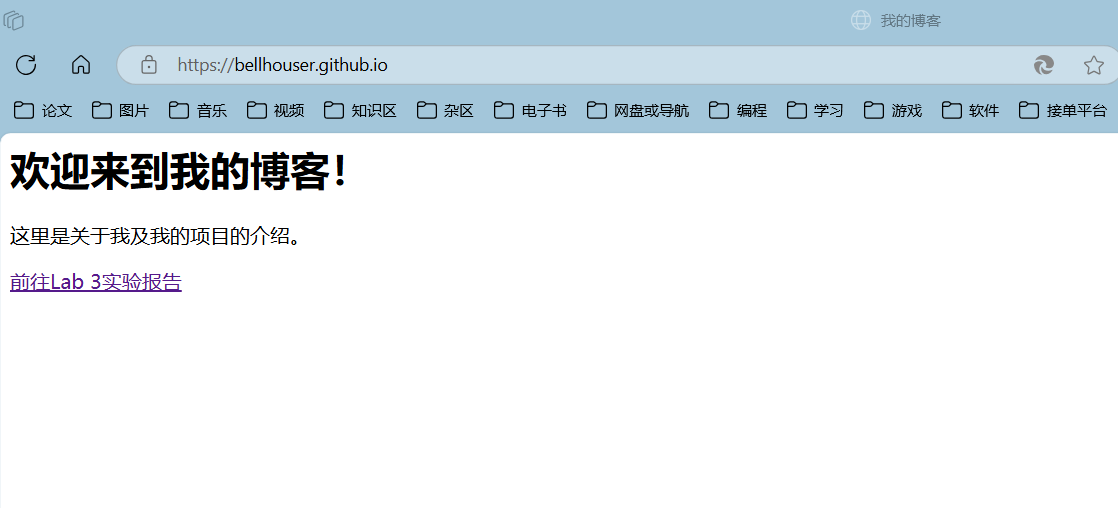 我的博客
https://bellhouser.github.io
论文 图片 音乐 视频 知识区 杂区 电子书 网盘或导航 编程 学习 游戏 软件 接单平台
欢迎来到我的博客！
这里是关于我及我的项目的介绍。
前往Lab 3实验报告